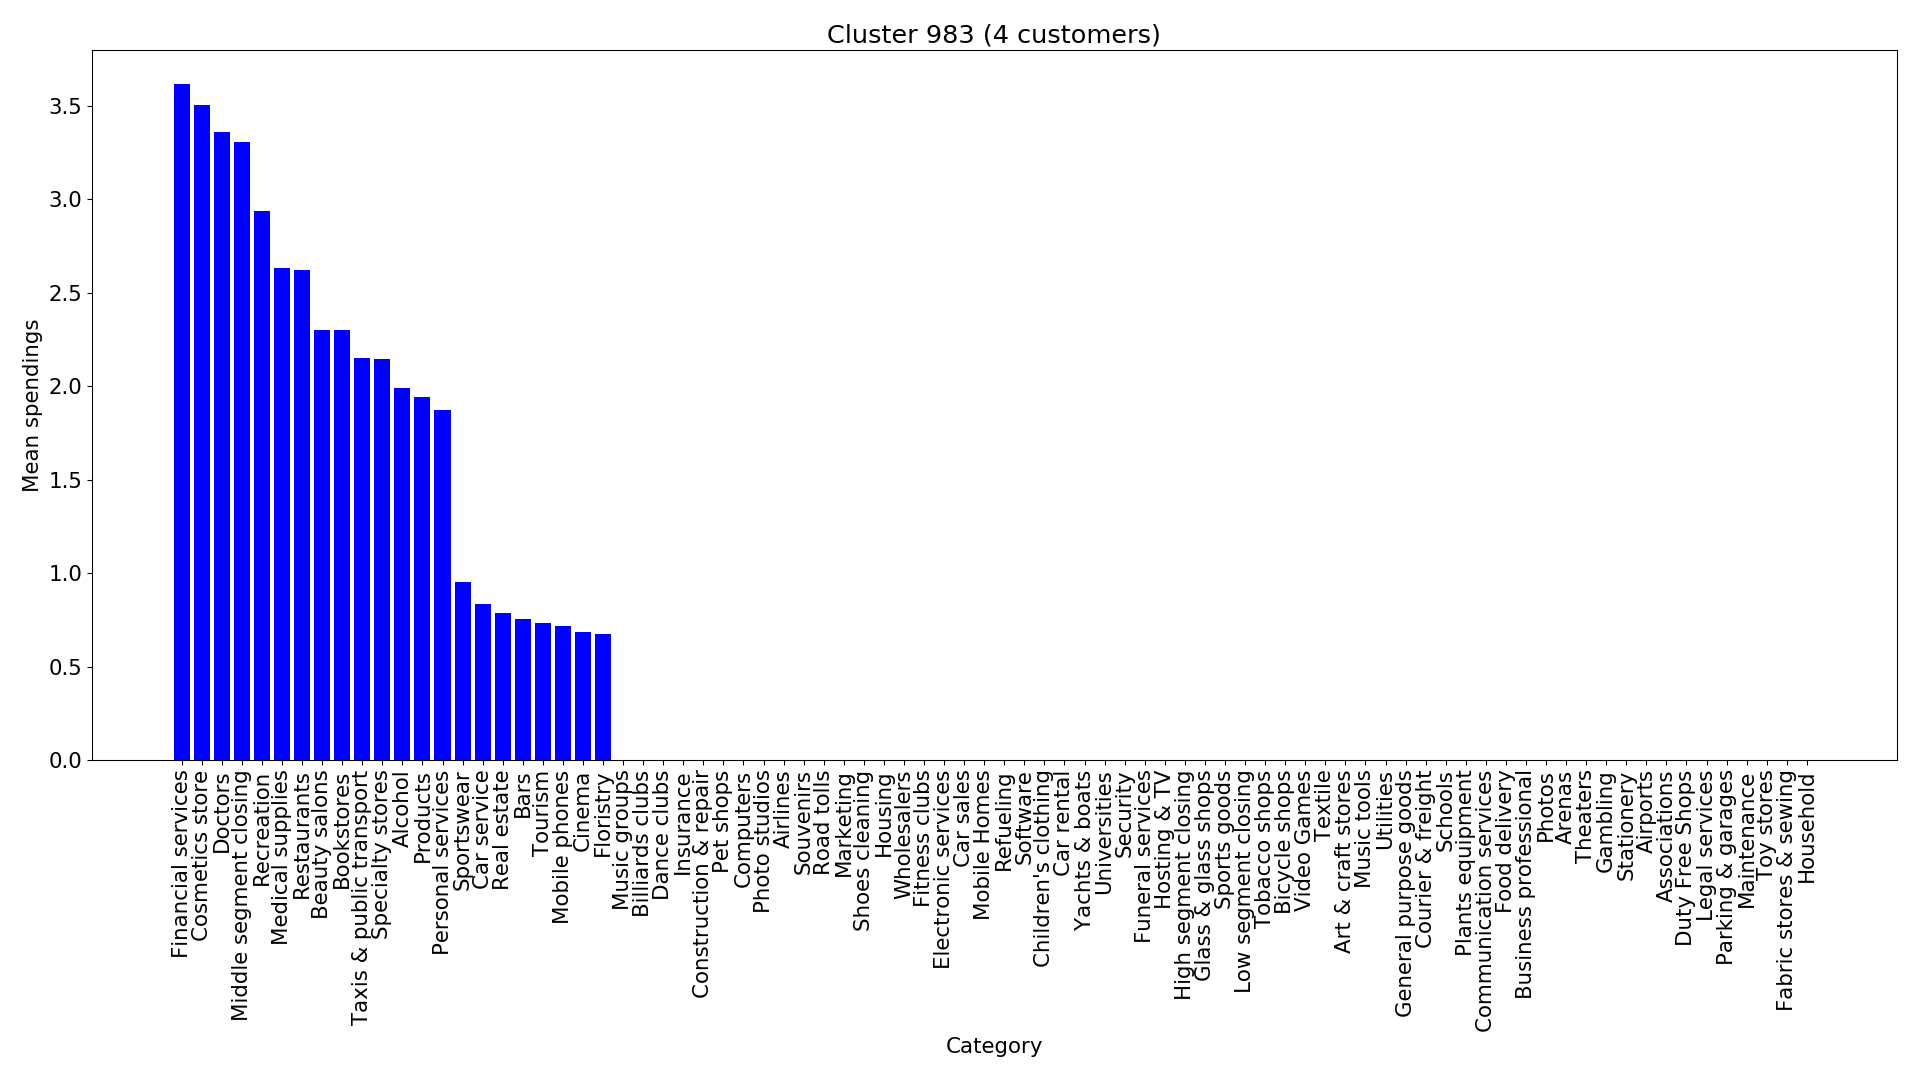 Cluster 983 (4 customers)
Mean spendings
3.5
3.0
2.5
2.0
1.5
1.0
0.5
0.0
Financial services
Cosmetics store
Doctors
Middle segment closing
Recreation
Medical supplies
Restaurants
Beauty salons
Bookstores
Taxis & public transport
Specialty stores
Alcohol
Products
Personal services
Sportswear
Car service
Real estate
Bars
Tourism
Mobile phones
Cinema
Floristry
Music groups
Billiards clubs
Dance clubs
Insurance
Construction & repair
Pet shops
Computers
Photo studios
Airlines
Souvenirs
Road tolls
Marketing
Shoes cleaning
Housing
Wholesalers
Fitness clubs
Electronic services
Car sales
Mobile Homes
Refueling
Software
Children's clothing
Car rental
Yachts & boats
Universities
Security
Funeral services
Hosting & TV
High segment closing
Glass & glass shops
Sports goods
Low segment closing
Tobacco shops
Bicycle shops
Video Games
Textile
Art & craft stores
Music tools
Utilities
General purpose goods
Courier & freight
Schools
Plants equipment
Communication services
Food delivery
Business professional
Photos
Arenas
Theaters
Gambling
Stationery
Airports
Associations
Duty Free Shops
Legal services
Parking & garages
Maintenance
Toy stores
Fabric stores & sewing
Household
Category